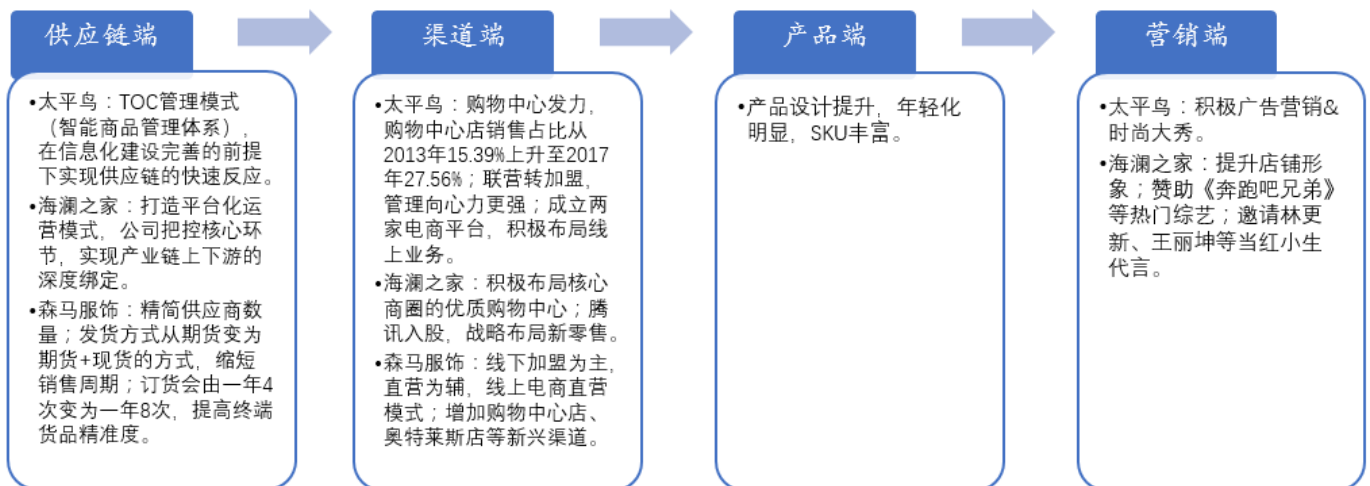 供应链端
•太平鸟：TOC管理模式
（智能商品管理体系），
在信息化建设完善的前提
下实现供应链的快速反应。
•海澜之家：打造平台化运
营模式，公司把控核心环
节，实现产业链上下游的
深度绑定。
•森马服饰：精简供应商数
量；发货方式从期货变为
期货+现货的方式，缩短
销售周期；订货会由一年4
次变为一年8次，提高终端
货品精准度。
渠道端
•太平鸟：购物中心发力，
购物中心店销售占比从
2013年15.39%上升至2017
年27.56%；联营转加盟，
管理向心力更强；成立两
家电商平台，积极布局线
上业务。
•海澜之家：积极布局核心
商圈的优质购物中心；腾
讯入股，战略布局新零售。
•森马服饰：线下加盟为主，
直营为辅，线上电商直营
模式；增加购物中心店、
奥特莱斯店等新兴渠道。
产品端
•产品设计提升，年轻化
明显，SKU丰富。
营销端
•太平鸟：积极广告营销&
时尚大秀。
•海澜之家：提升店铺形
象；赞助《奔跑吧兄弟》
等热门综艺；邀请林更
新、王丽坤等当红小生
代言。